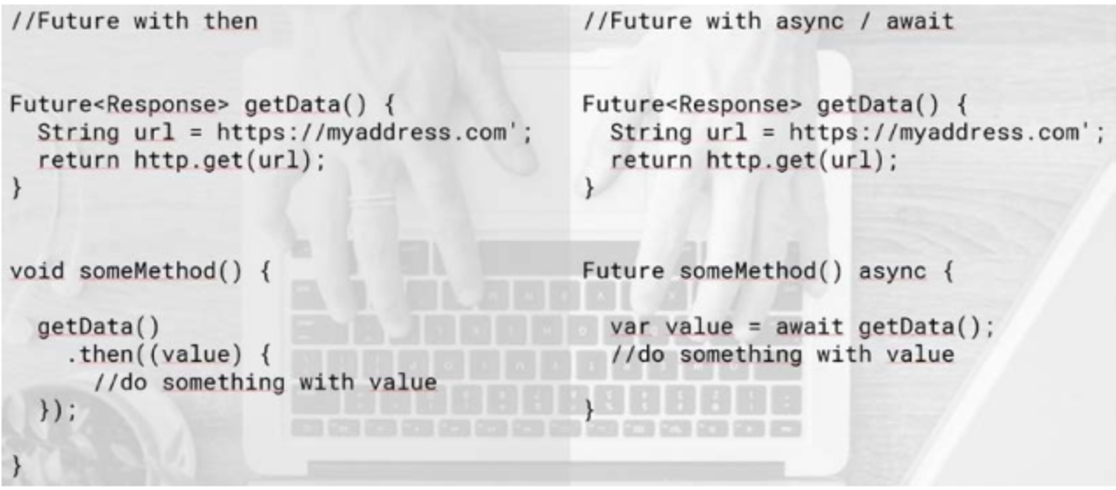 //Future with then
Future<Response> getData() {
String url = https://myaddress.com';
return http.get(url);
}
void someMethod() {
getData()
.then((value) {
//do something with value
});
}
//Future with async / await
Future<Response> getData() {
String url = https://myaddress.com';
return http.get(url);
}
Future someMethod() async {
var value = await getData();
//do something with value
}